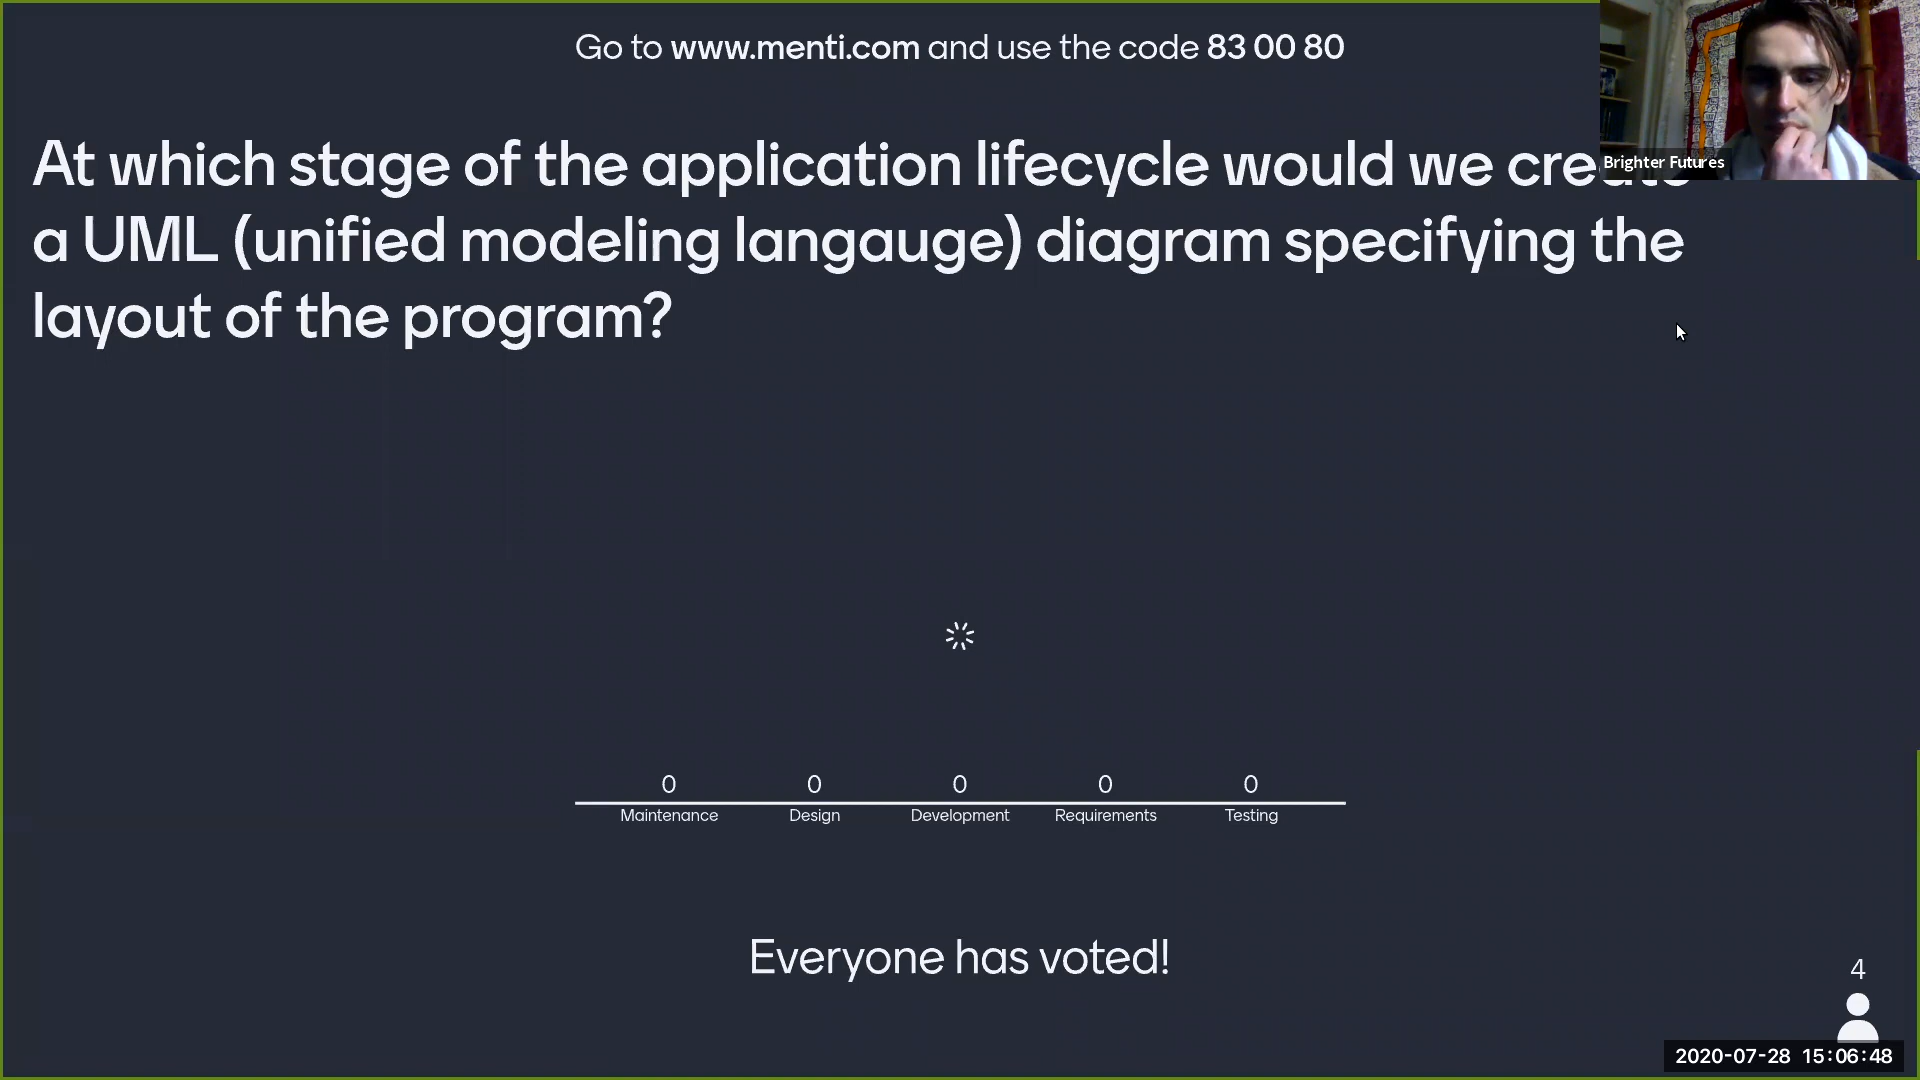 Go to www.menti.com and use the code 83 00 80
At which stage of the application lifecycle would we create
a UML (unified modeling langauge) diagram specifying the
layout of the program?
Brighter Futures
0 0 0 0 0
Maintenance Design Development Requirements Testing
Everyone has voted!
4
2020-07-28 15:06:48